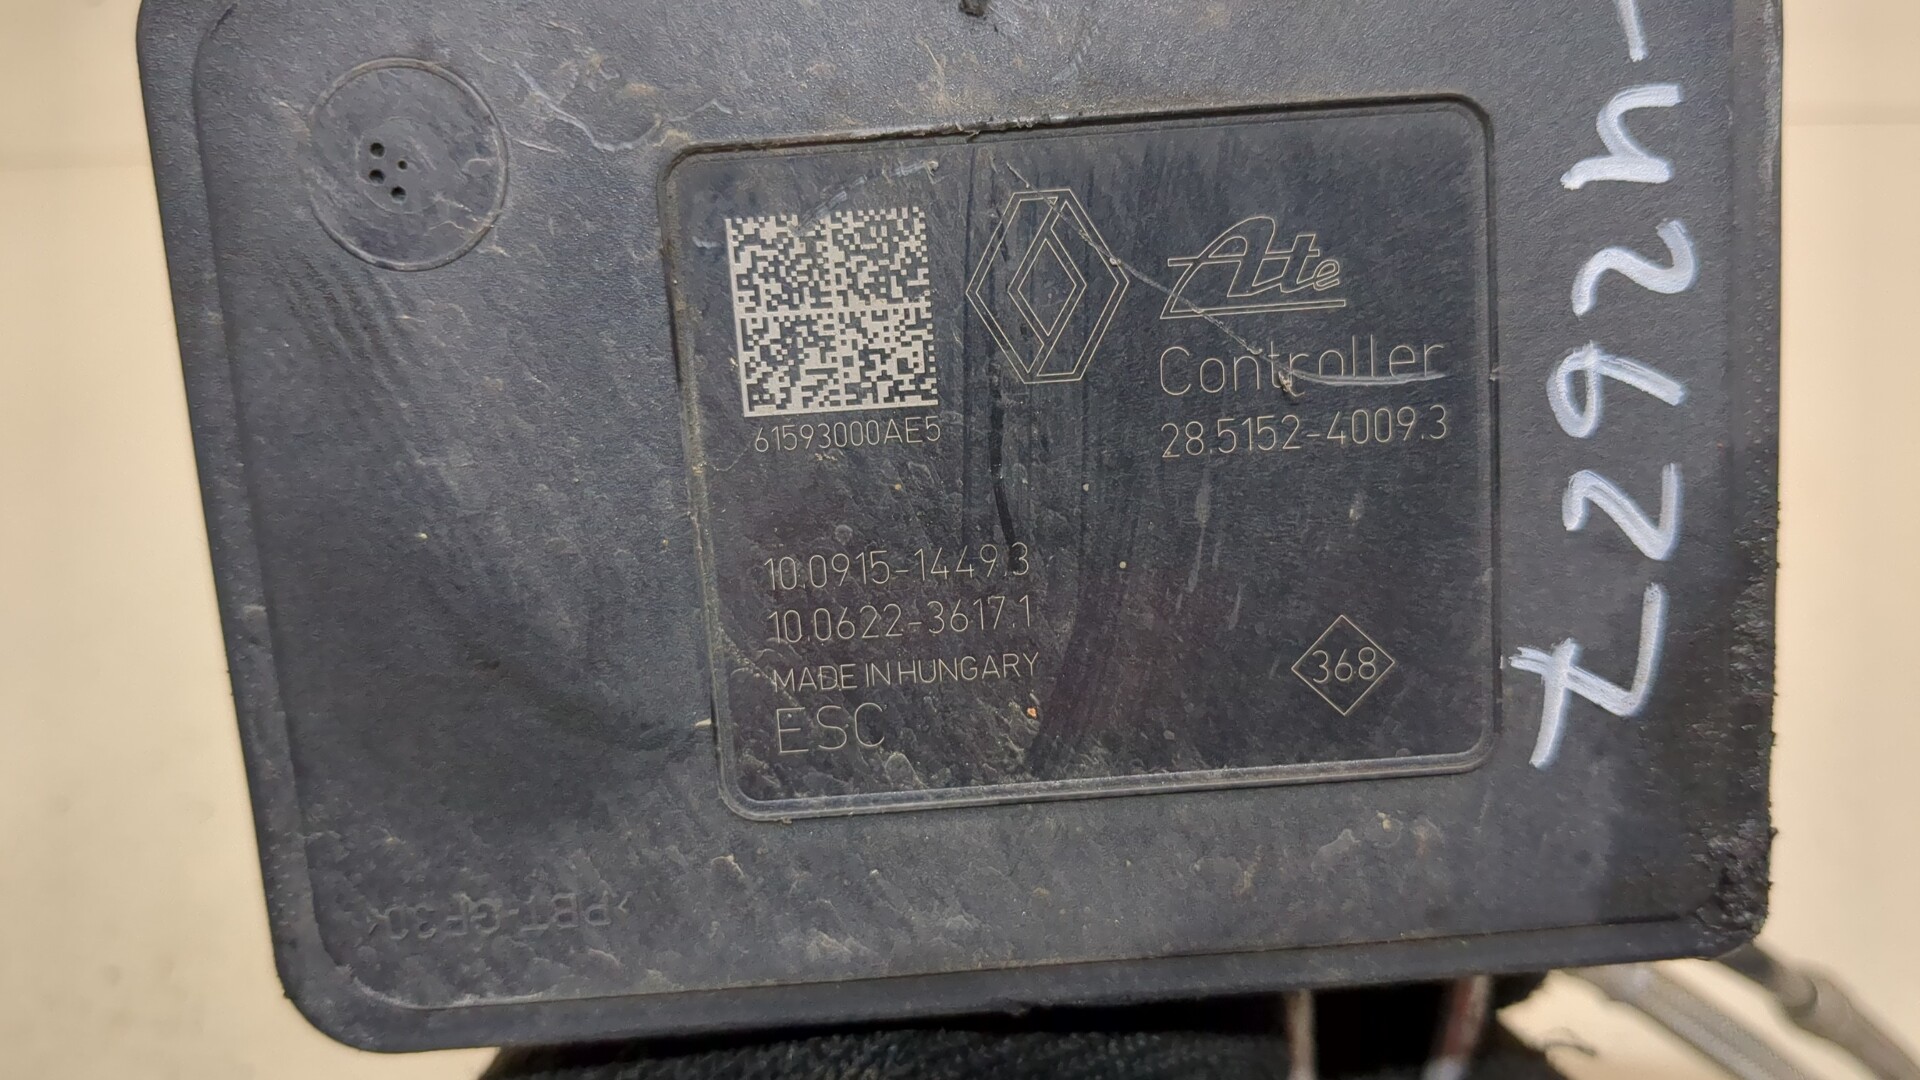 Ate
Controller
28.5152-4009.3
61593000AE5
10.0915-1449.3
10.0622-3617.1
MADE IN HUNGARY
ESC
368
>PBT-GF30<